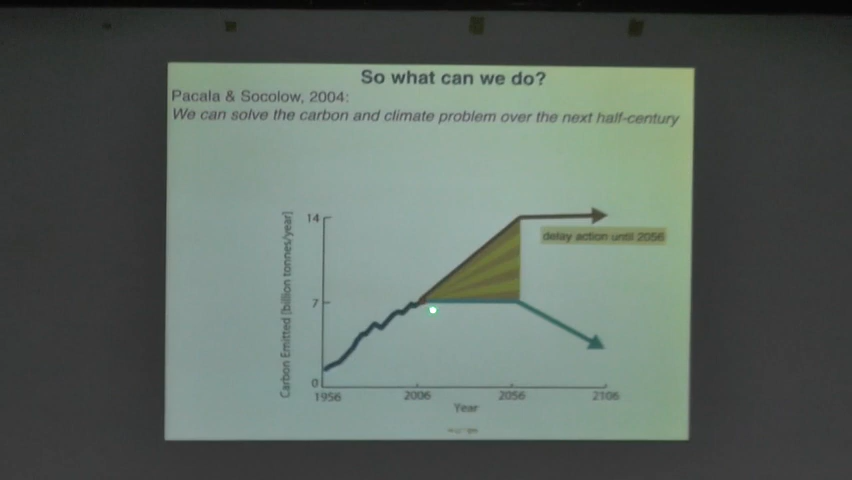 So what can we do?
Pacala & Socolow, 2004:
We can solve the carbon and climate problem over the next half-century
Carbon Emitted [billion tonnes/year]
14
7
0
delay action until 2056
1956
2006
2056
2106
Year